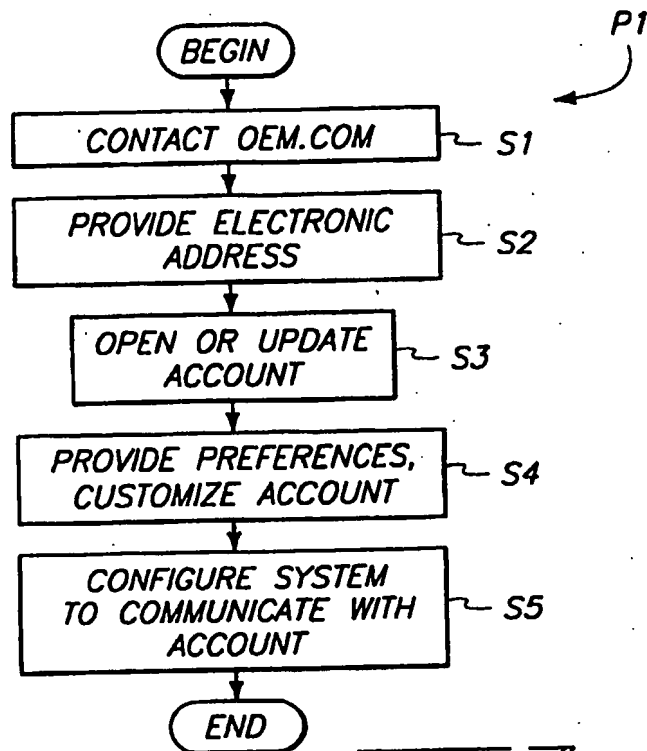 P1
BEGIN
CONTACT OEM.COM
S1
PROVIDE ELECTRONIC
ADDRESS
S2
OPEN OR UPDATE
ACCOUNT
S3
PROVIDE PREFERENCES,
CUSTOMIZE ACCOUNT
S4
CONFIGURE SYSTEM
TO COMMUNICATE WITH
ACCOUNT
S5
END